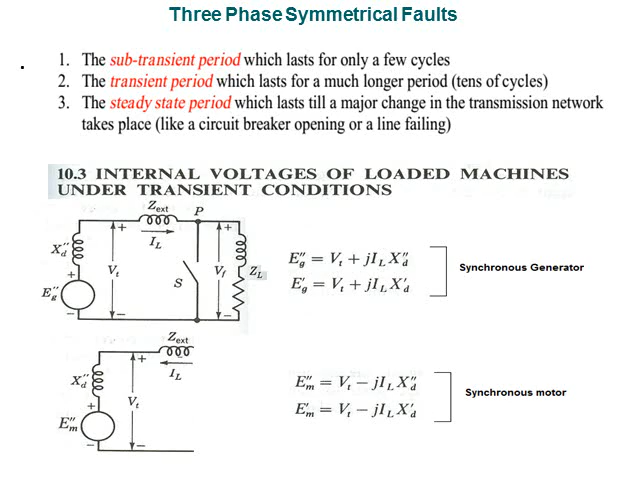 Three Phase Symmetrical Faults
.
1. The sub-transient period which lasts for only a few cycles
2. The transient period which lasts for a much longer period (tens of cycles)
3. The steady state period which lasts till a major change in the transmission network
takes place (like a circuit breaker opening or a line failing)
10.3 INTERNAL VOLTAGES OF LOADED MACHINES
UNDER TRANSIENT CONDITIONS
Z_ext P
+ I_L +
X''_d
+ V_t S V_f Z_L
E''_g
- - -
E''_g = V_t + jI_L X''_d
E'_g = V_t + jI_L X'_d
Synchronous Generator
Z_ext
+ I_L
X''_d
+ V_t
E''_m
- -
E''_m = V_t − jI_L X''_d
E'_m = V_t − jI_L X'_d
Synchronous motor